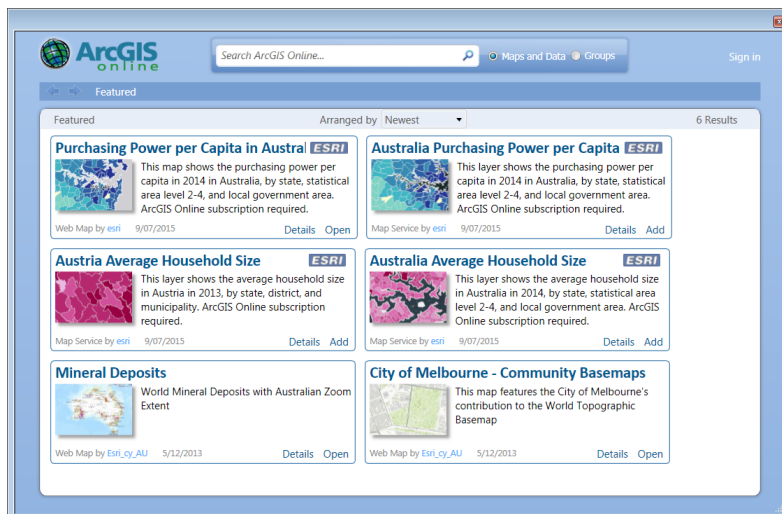 ArcGIS
online
Search ArcGIS Online...
Maps and Data
Groups
Sign in
Featured
Featured
Arranged by Newest
6 Results
Purchasing Power per Capita in Austral
ESRI
This map shows the purchasing power per
capita in 2014 in Australia, by state, statistical
area level 2-4, and local government area.
ArcGIS Online subscription required.
Web Map by esri 9/07/2015
Details Open
Australia Purchasing Power per Capita
ESRI
This layer shows the purchasing power per
capita in 2014 in Australia, by state, statistical
area level 2-4, and local government area.
ArcGIS Online subscription required.
Map Service by esri 9/07/2015
Details Add
Austria Average Household Size
ESRI
This layer shows the average household size
in Austria in 2013, by state, district, and
municipality. ArcGIS Online subscription
required.
Map Service by esri 9/07/2015
Details Add
Australia Average Household Size
ESRI
This layer shows the average household size
in Australia in 2014, by state, statistical area
level 2-4, and local government area. ArcGIS
Online subscription required.
Map Service by esri 9/07/2015
Details Add
Mineral Deposits
World Mineral Deposits with Australian Zoom
Extent
Web Map by Esri_cy_AU 5/12/2013
Details Open
City of Melbourne - Community Basemaps
This map features the City of Melbourne's
contribution to the World Topographic
Basemap
Web Map by Esri_cy_AU 5/12/2013
Details Open